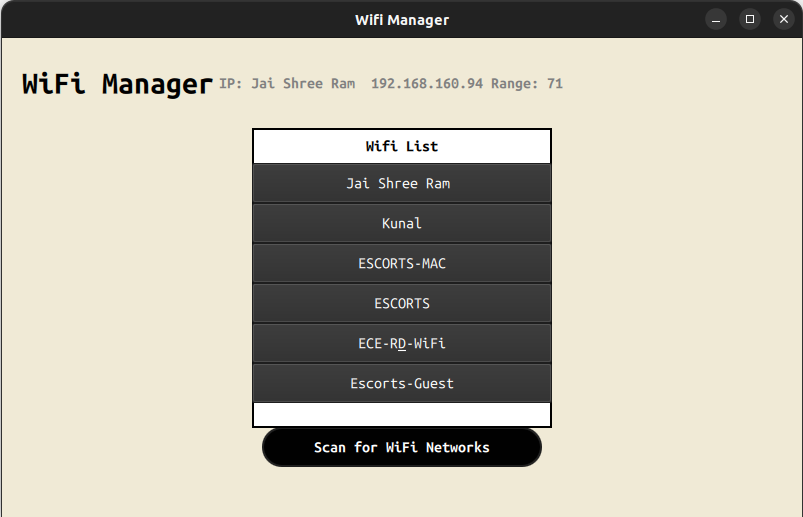 Wifi Manager
WiFi Manager IP: Jai Shree Ram 192.168.160.94 Range: 71
Wifi List
Jai Shree Ram
Kunal
ESCORTS-MAC
ESCORTS
ECE-RD-WiFi
Escorts-Guest
Scan for WiFi Networks